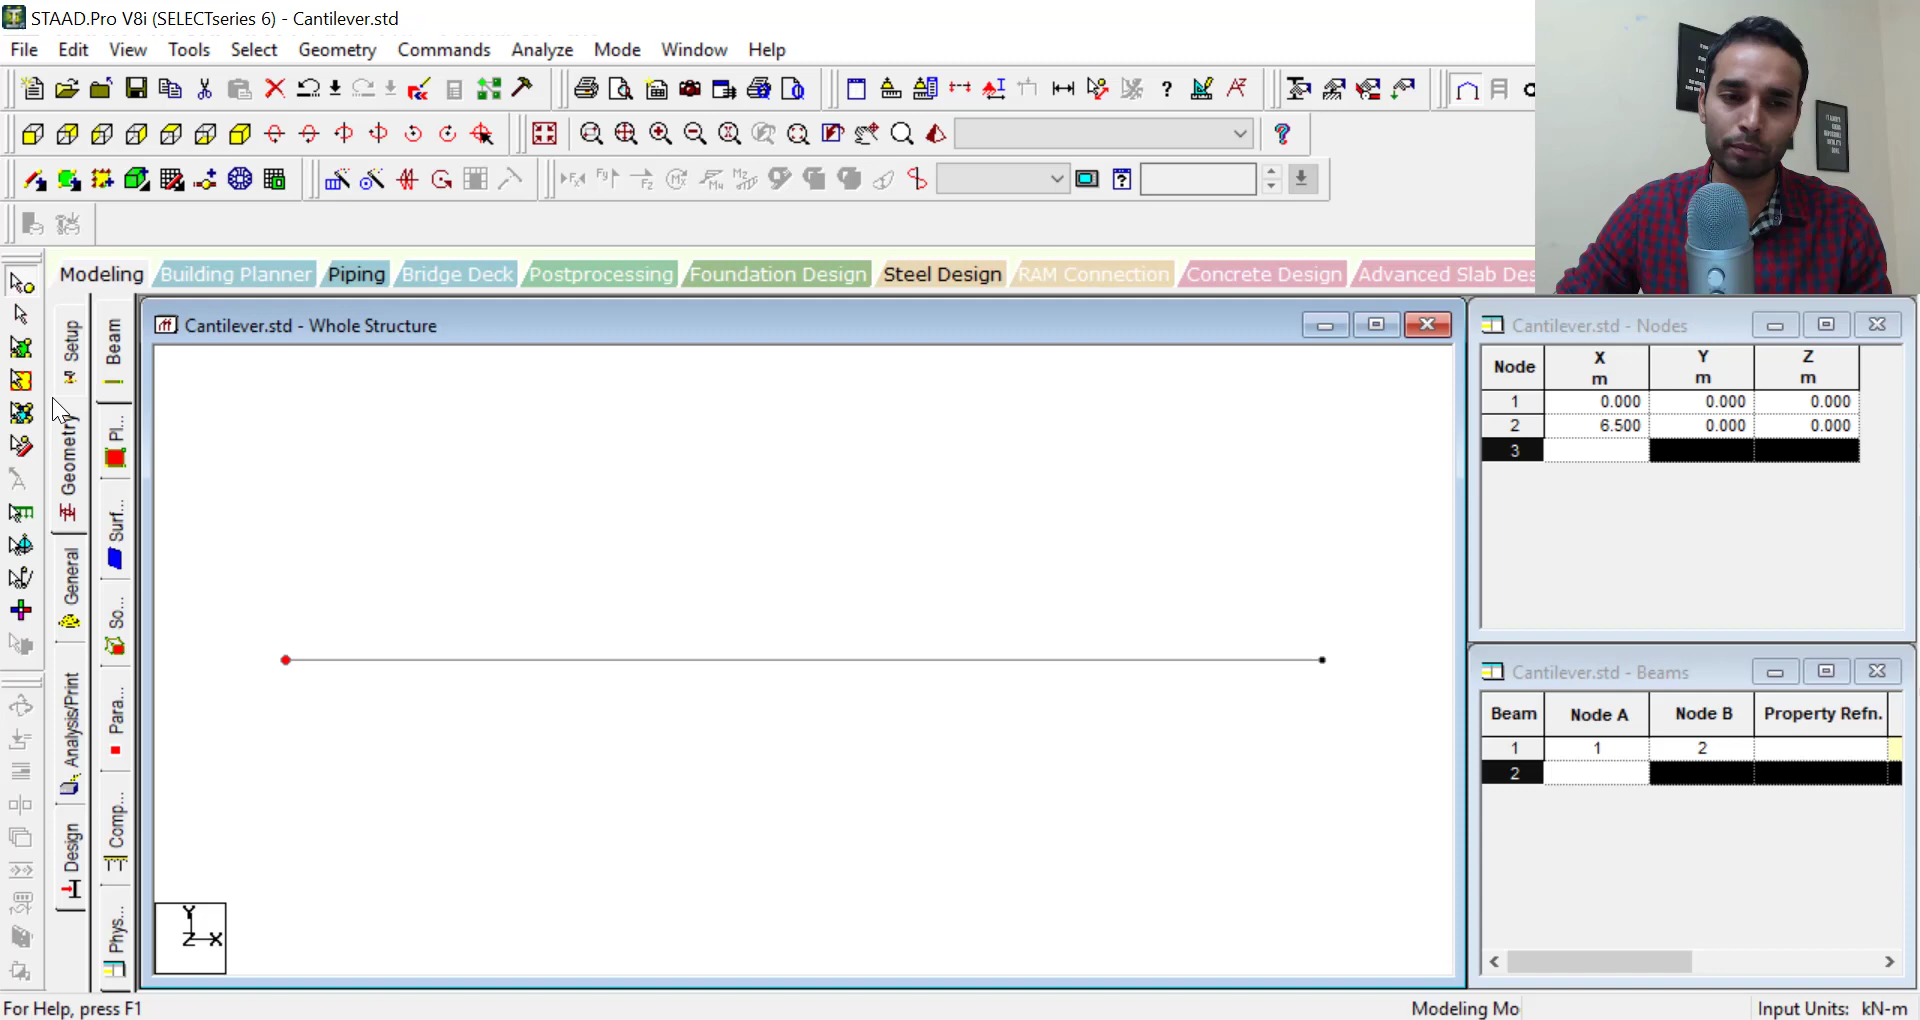 STAAD.Pro V8i (SELECTseries 6) - Cantilever.std
File Edit View Tools Select Geometry Commands Analyze Mode Window Help
Modeling Building Planner Piping Bridge Deck Postprocessing Foundation Design Steel Design RAM Connection Concrete Design Advanced Slab Des
Setup
Geometry
General
Analysis/Print
Design
Beam
Pl...
Surf...
So...
Para...
Comp...
Phys...
Cantilever.std - Whole Structure
Y
Z X
Cantilever.std - Nodes
Node X m Y m Z m
1 0.000 0.000 0.000
2 6.500 0.000 0.000
3
Cantilever.std - Beams
Beam Node A Node B Property Refn.
1 1 2
2
For Help, press F1
Modeling Mo
Input Units: kN-m